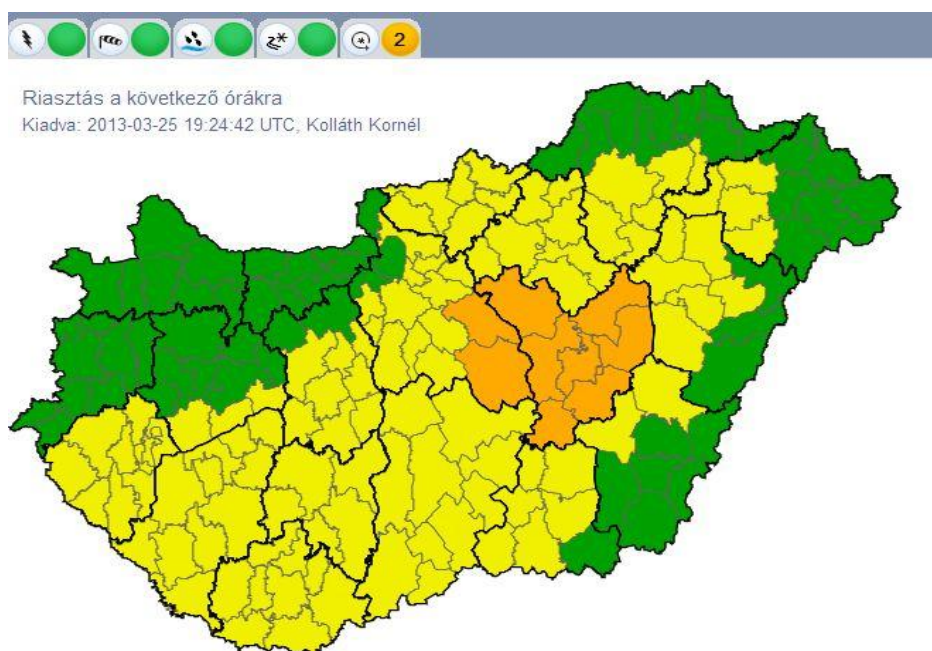 2
Riasztás a következő órákra
Kiadva: 2013-03-25 19:24:42 UTC, Kolláth Kornél